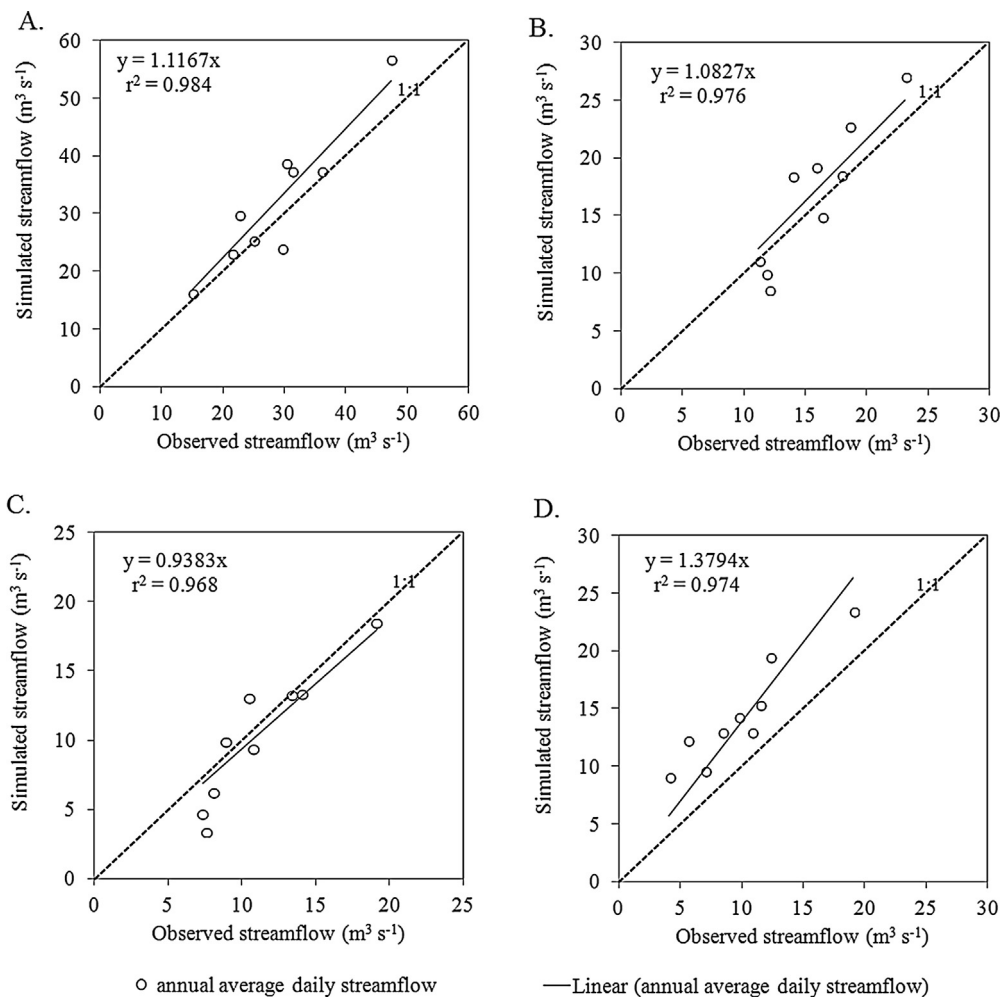 A.
y = 1.1167x
r² = 0.984
1:1
60
50
40
30
20
10
0
0 10 20 30 40 50 60
Simulated streamflow (m³ s⁻¹)
Observed streamflow (m³ s⁻¹)
B.
y = 1.0827x
r² = 0.976
1:1
30
25
20
15
10
5
0
0 5 10 15 20 25 30
Simulated streamflow (m³ s⁻¹)
Observed streamflow (m³ s⁻¹)
C.
y = 0.9383x
r² = 0.968
1:1
25
20
15
10
5
0
0 5 10 15 20 25
Simulated streamflow (m³ s⁻¹)
Observed streamflow (m³ s⁻¹)
D.
y = 1.3794x
r² = 0.974
1:1
30
25
20
15
10
5
0
0 5 10 15 20 25 30
Simulated streamflow (m³ s⁻¹)
Observed streamflow (m³ s⁻¹)
annual average daily streamflow
Linear (annual average daily streamflow)